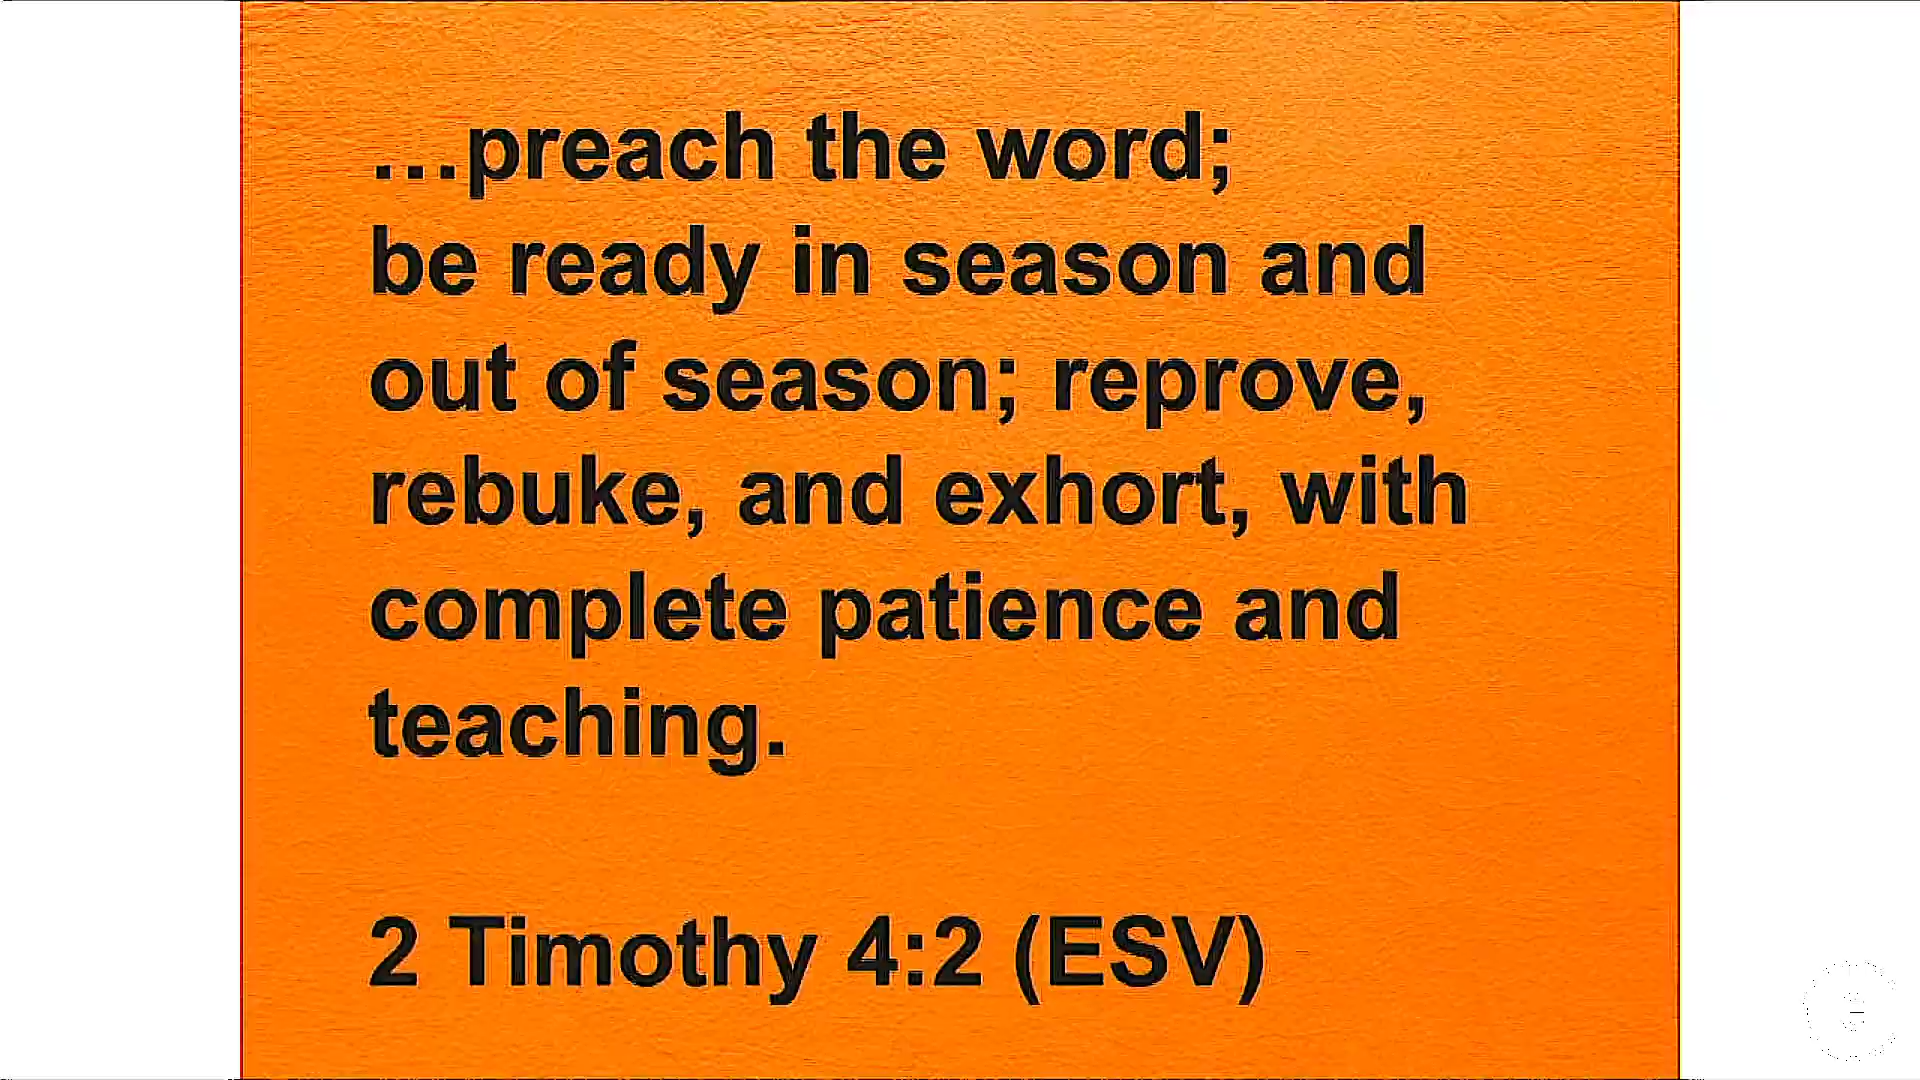 …preach the word;
be ready in season and
out of season; reprove,
rebuke, and exhort, with
complete patience and
teaching.
2 Timothy 4:2 (ESV)